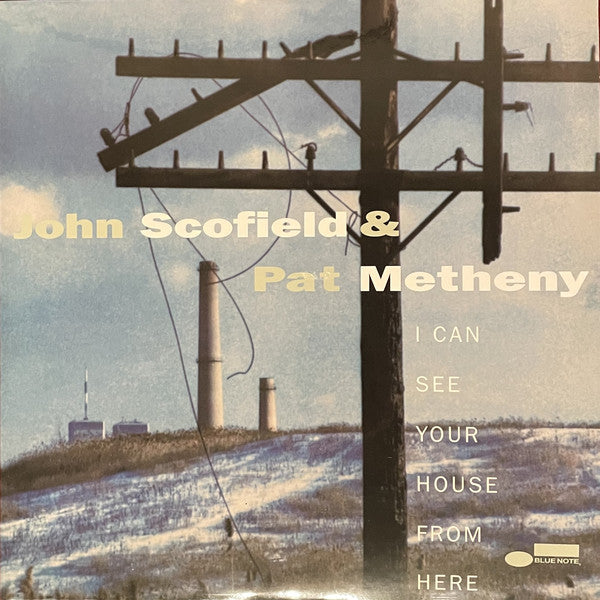 John Scofield &
Pat Metheny
I CAN
SEE
YOUR
HOUSE
FROM
HERE
BLUE NOTE